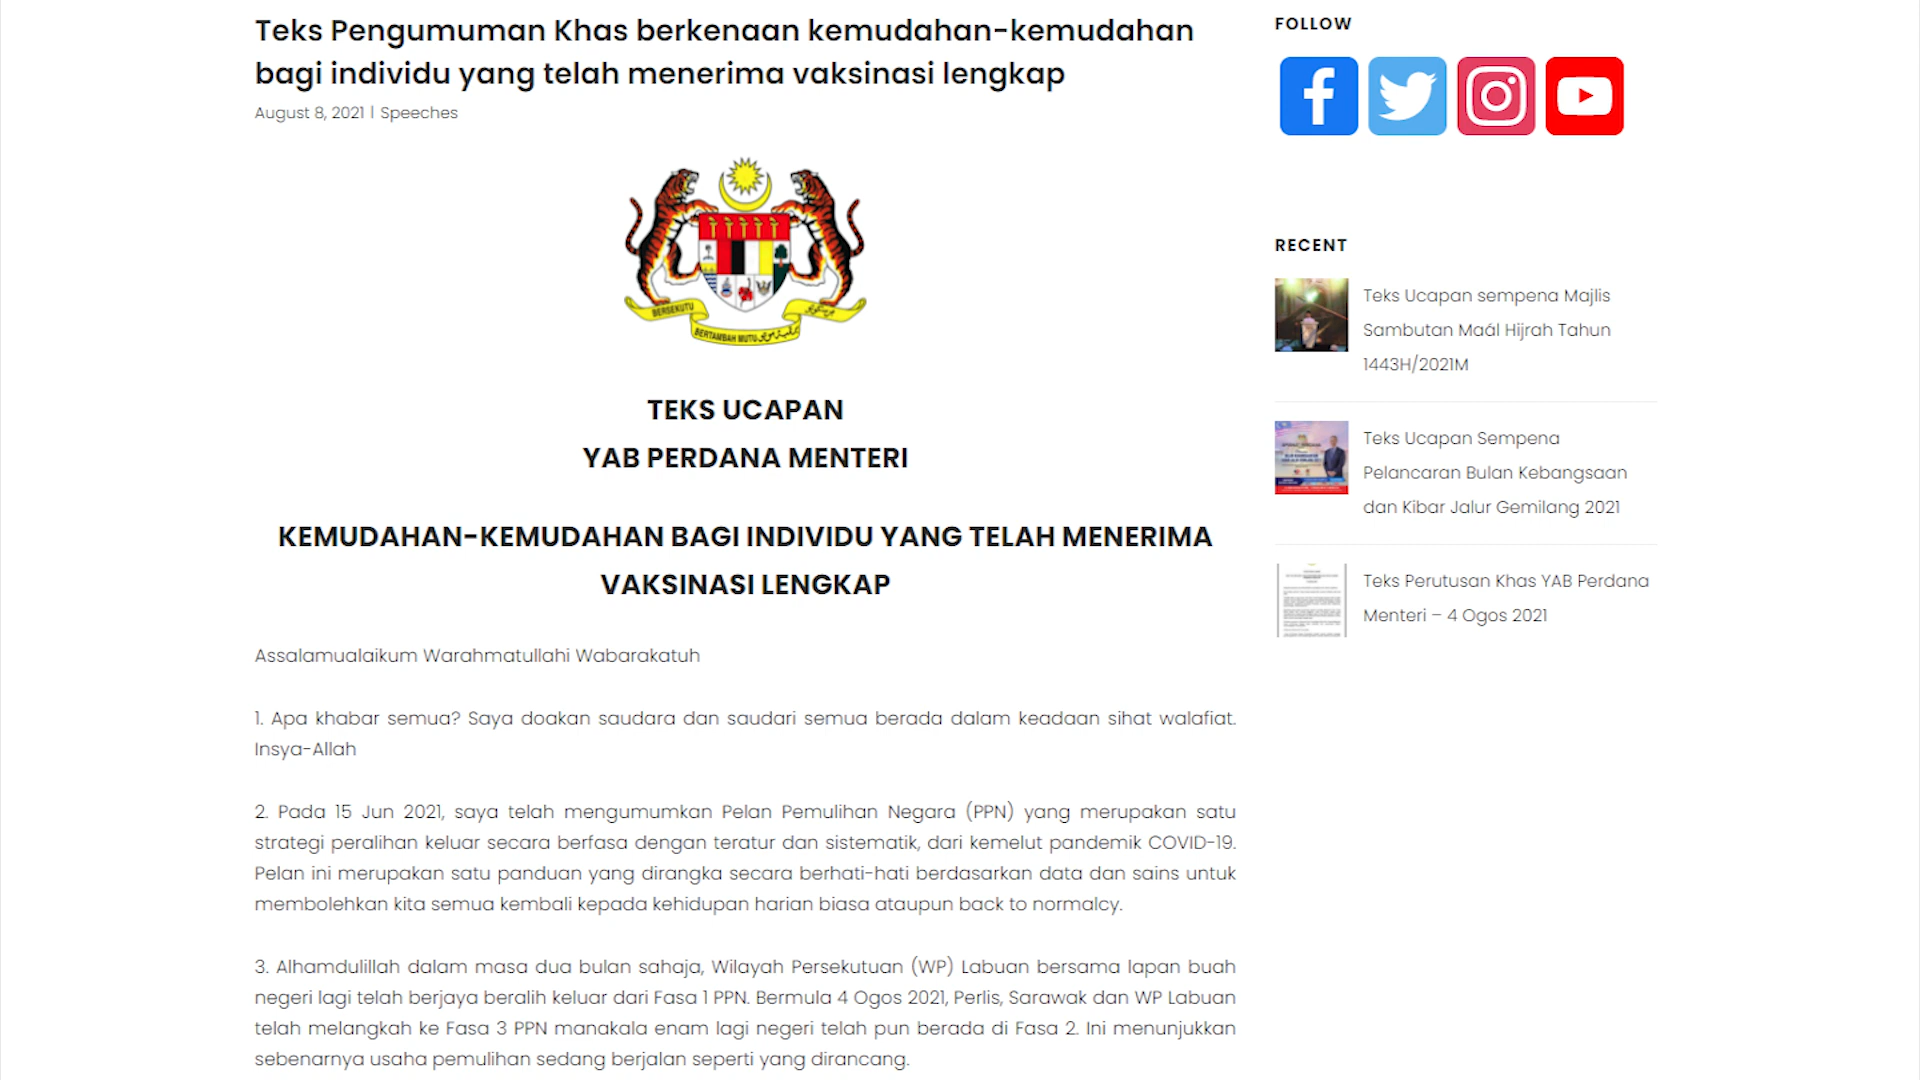 Teks Pengumuman Khas berkenaan kemudahan-kemudahan
bagi individu yang telah menerima vaksinasi lengkap
August 8, 2021 | Speeches
BERSEKUTU
BERTAMBAH MUTU
TEKS UCAPAN
YAB PERDANA MENTERI
KEMUDAHAN-KEMUDAHAN BAGI INDIVIDU YANG TELAH MENERIMA
VAKSINASI LENGKAP
Assalamualaikum Warahmatullahi Wabarakatuh
1. Apa khabar semua? Saya doakan saudara dan saudari semua berada dalam keadaan sihat walafiat.
Insya-Allah
2. Pada 15 Jun 2021, saya telah mengumumkan Pelan Pemulihan Negara (PPN) yang merupakan satu
strategi peralihan keluar secara berfasa dengan teratur dan sistematik, dari kemelut pandemik COVID-19.
Pelan ini merupakan satu panduan yang dirangka secara berhati-hati berdasarkan data dan sains untuk
membolehkan kita semua kembali kepada kehidupan harian biasa ataupun back to normalcy.
3. Alhamdulillah dalam masa dua bulan sahaja, Wilayah Persekutuan (WP) Labuan bersama lapan buah
negeri lagi telah berjaya beralih keluar dari Fasa 1 PPN. Bermula 4 Ogos 2021, Perlis, Sarawak dan WP Labuan
telah melangkah ke Fasa 3 PPN manakala enam lagi negeri telah pun berada di Fasa 2. Ini menunjukkan
sebenarnya usaha pemulihan sedang berjalan seperti yang dirancang.
FOLLOW
RECENT
Teks Ucapan sempena Majlis
Sambutan Maál Hijrah Tahun
1443H/2021M
Teks Ucapan Sempena
Pelancaran Bulan Kebangsaan
dan Kibar Jalur Gemilang 2021
Teks Perutusan Khas YAB Perdana
Menteri – 4 Ogos 2021